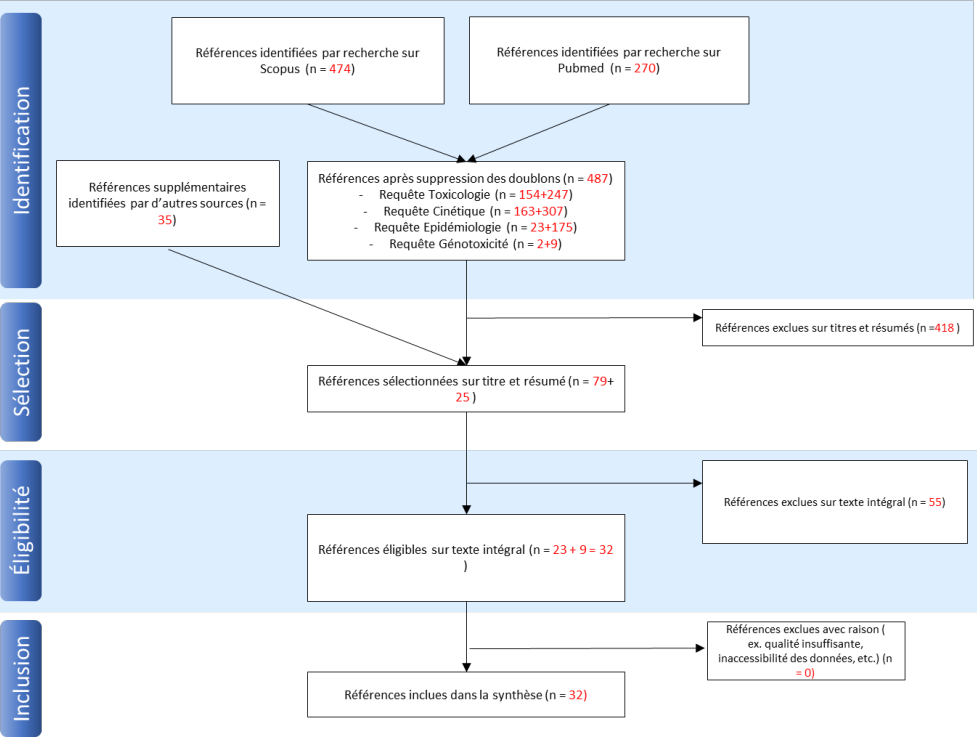 Identification
Références identifiées par recherche sur
Scopus (n = 474)
Références identifiées par recherche sur
Pubmed (n = 270)
Références supplémentaires
identifiées par d'autres sources (n =
35)
Références après suppression des doublons (n = 487)
- Requête Toxicologie (n = 154+247)
- Requête Cinétique (n = 163+307)
- Requête Epidémiologie (n = 23+175)
- Requête Génotoxicité (n = 2+9)
Sélection
Références exclues sur titres et résumés (n =418 )
Références sélectionnées sur titre et résumé (n = 79+
25 )
Éligibilité
Références exclues sur texte intégral (n = 55)
Références éligibles sur texte intégral (n = 23 + 9 = 32
)
Inclusion
Références exclues avec raison (
ex. qualité insuffisante,
inaccessibilité des données, etc.) (n
= 0)
Références inclues dans la synthèse (n = 32)